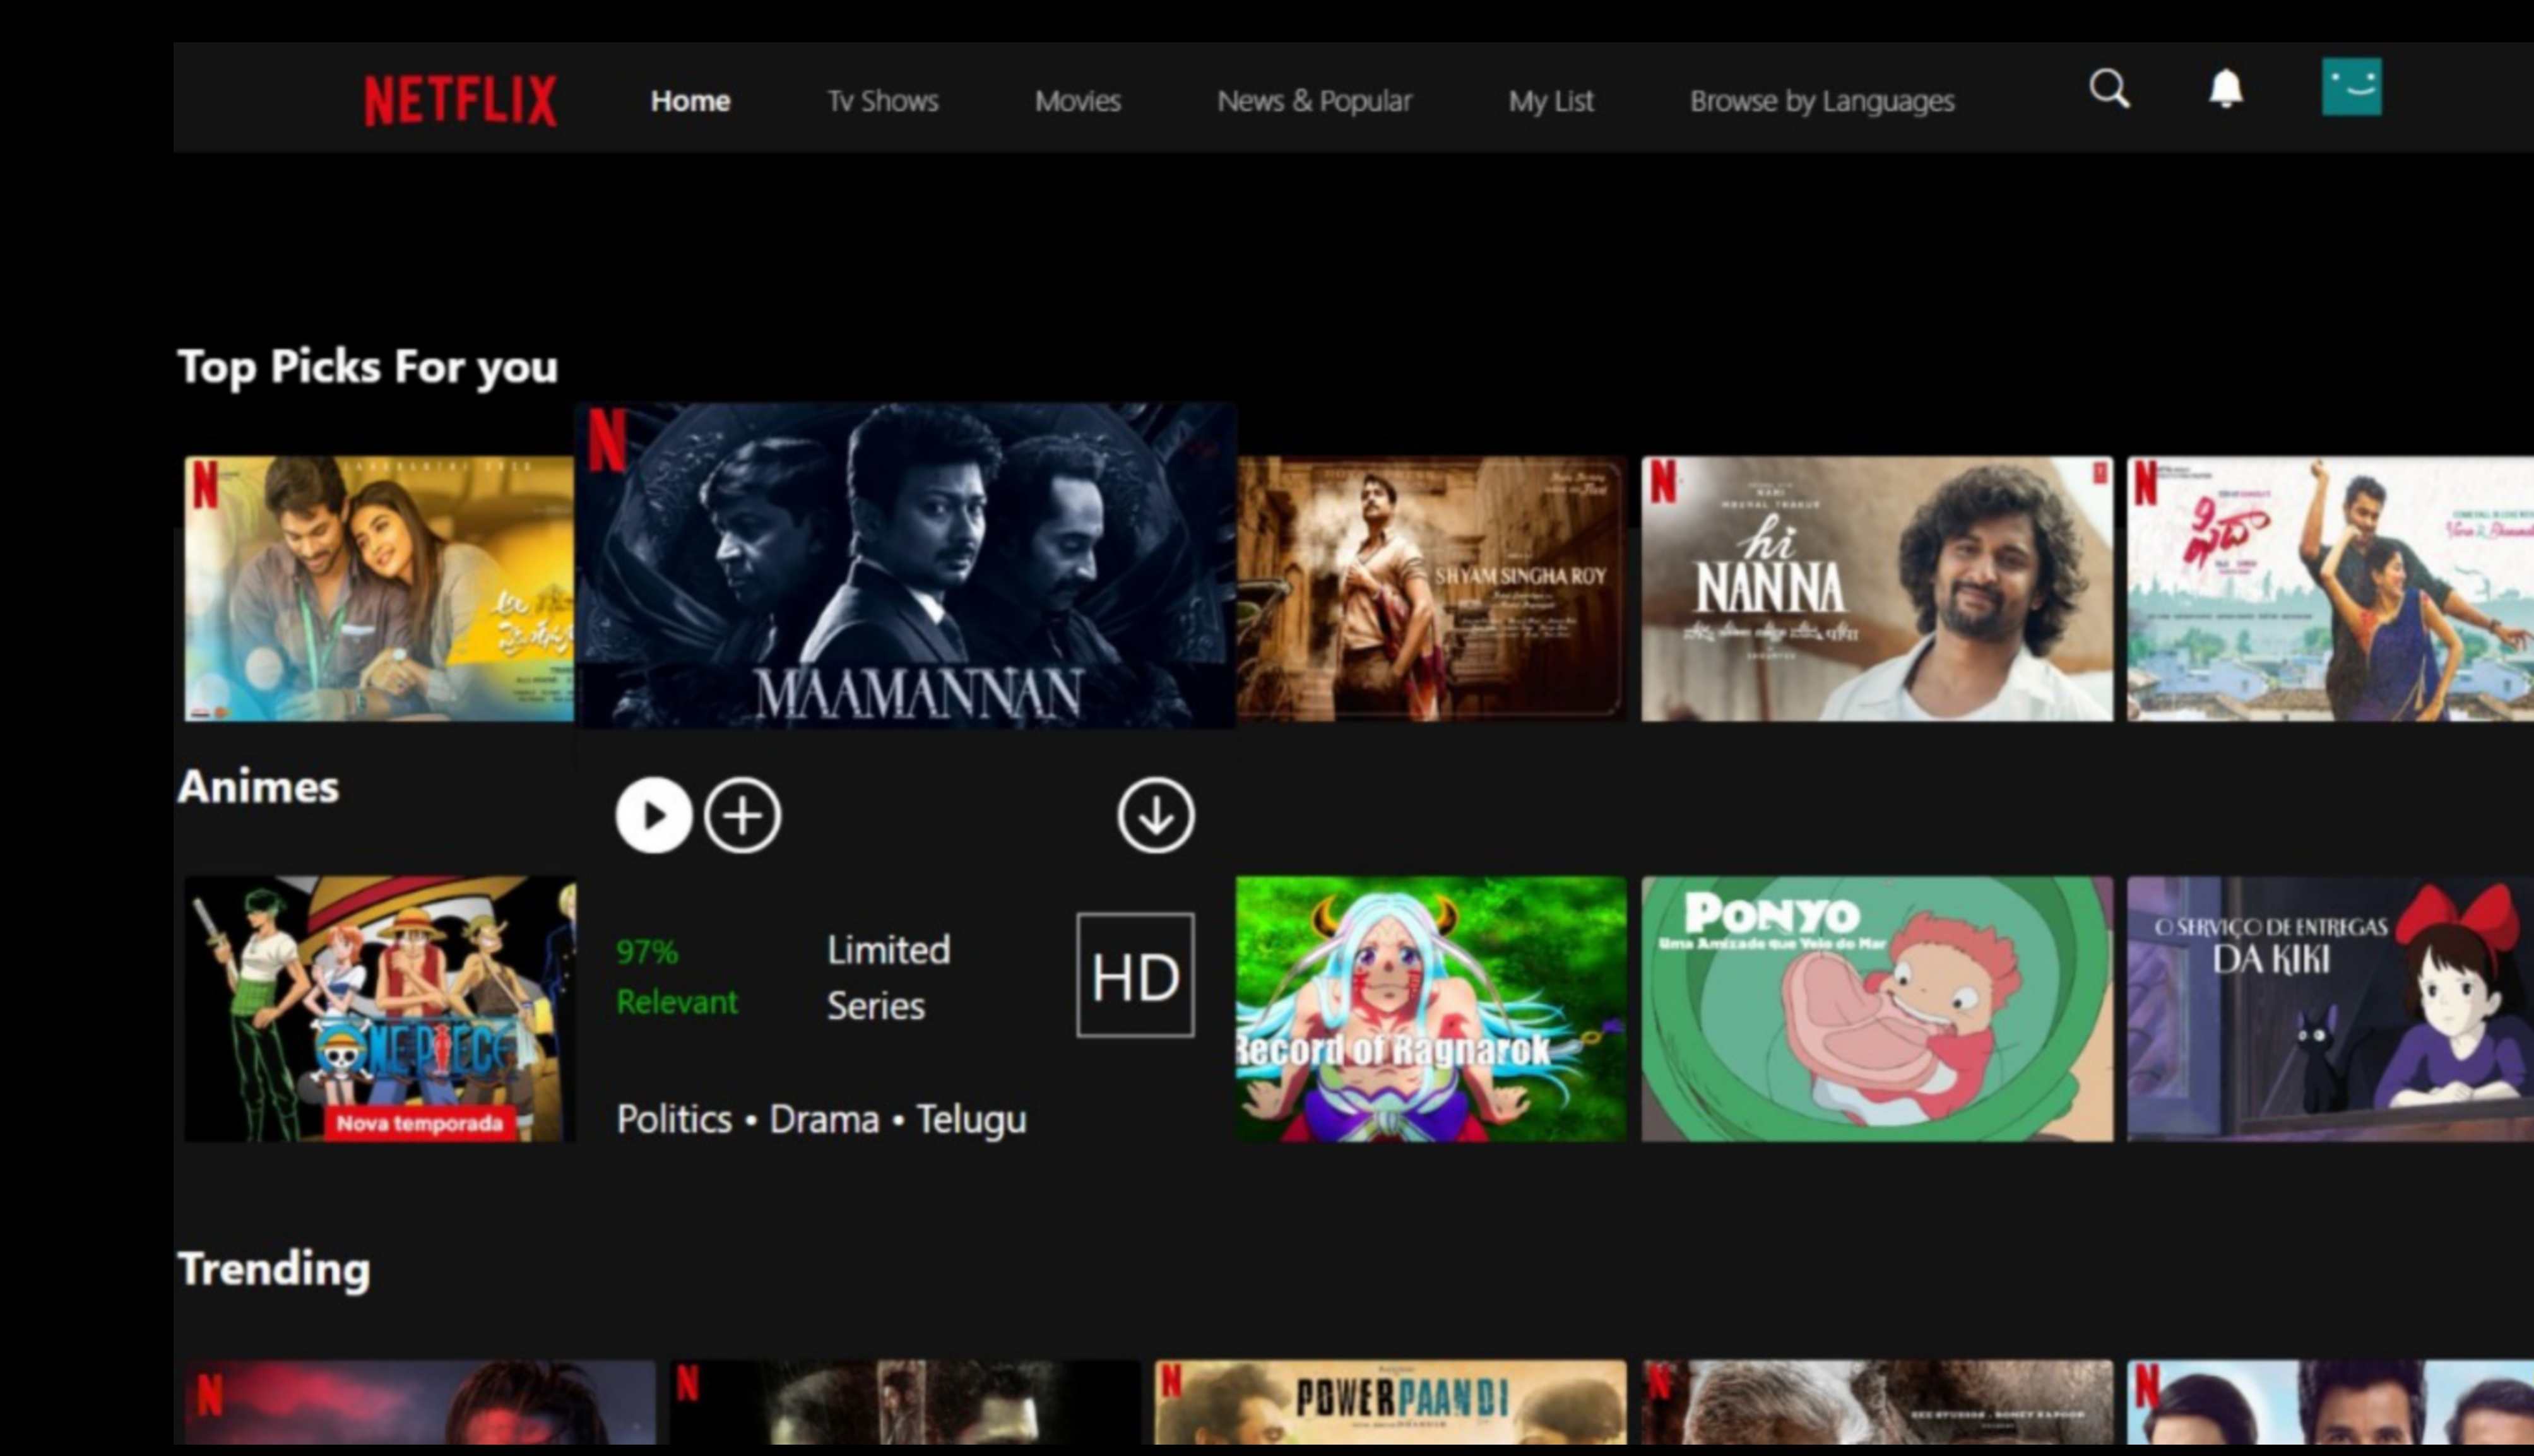 NETFLIX
Home
Tv Shows
Movies
News & Popular
My List
Browse by Languages
Top Picks For you
N
అల
N
MAAMANNAN
SHYAM SINGHA ROY
N
hi
NANNA
N
ఫిదా
Animes
97%
Relevant
Limited
Series
HD
Politics • Drama • Telugu
ONE PIECE
Nova temporada
Record of Ragnarok
PONYO
Uma Amizade que Veio do Mar
O SERVIÇO DE ENTREGAS
DA KIKI
Trending
N
N
N
POWER PAANDI
N
N